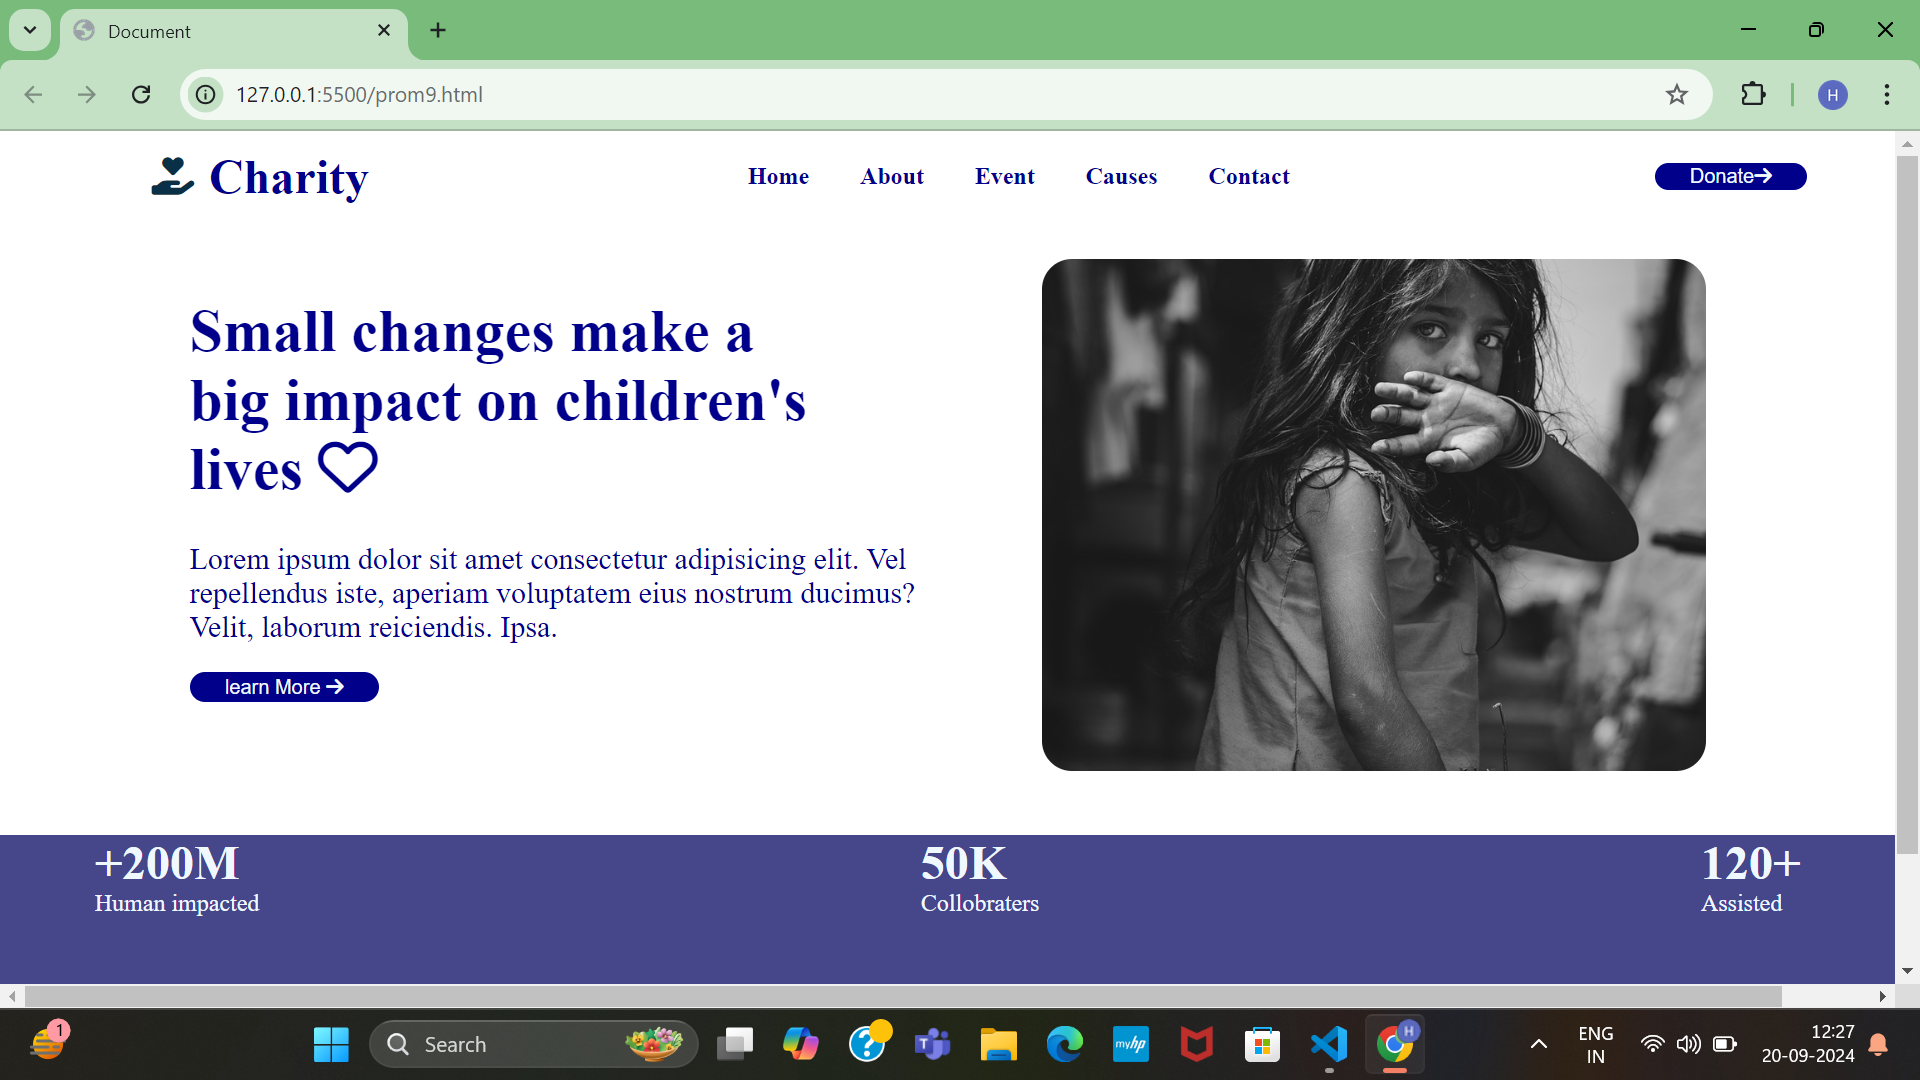 Document
127.0.0.1:5500/prom9.html
H
Charity
Home About Event Causes Contact
Donate
Small changes make a
big impact on children's
lives
Lorem ipsum dolor sit amet consectetur adipisicing elit. Vel
repellendus iste, aperiam voluptatem eius nostrum ducimus?
Velit, laborum reiciendis. Ipsa.
learn More
+200M 50K 120+
Human impacted Collobraters Assisted
1
Search
?
T
myhp
H
ENG
IN
12:27
20-09-2024